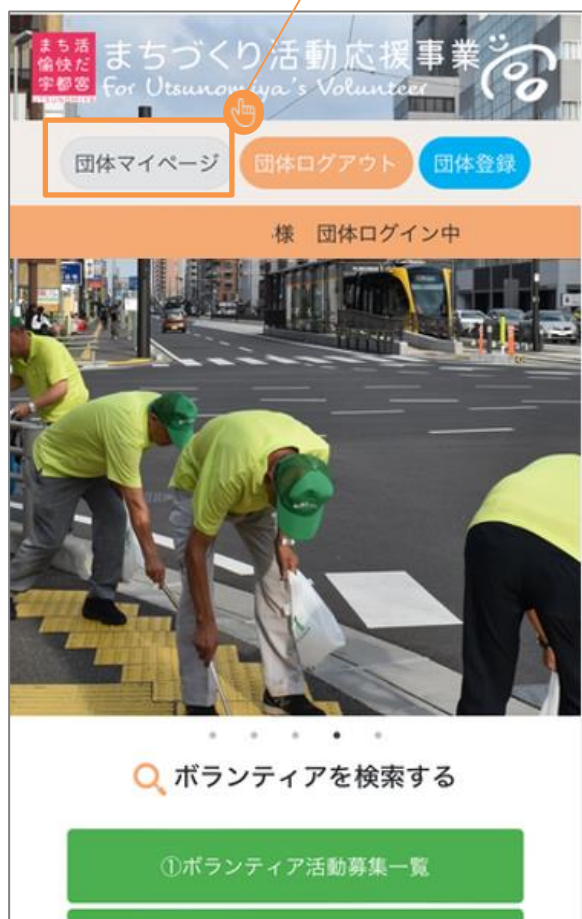 まち活
愉快だ
宇都宮
UTSUNOMIYA
まちづくり活動応援事業
For Utsunomiya's Volunteer
団体マイページ
団体ログアウト
団体登録
様 団体ログイン中
ボランティアを検索する
①ボランティア活動募集一覧